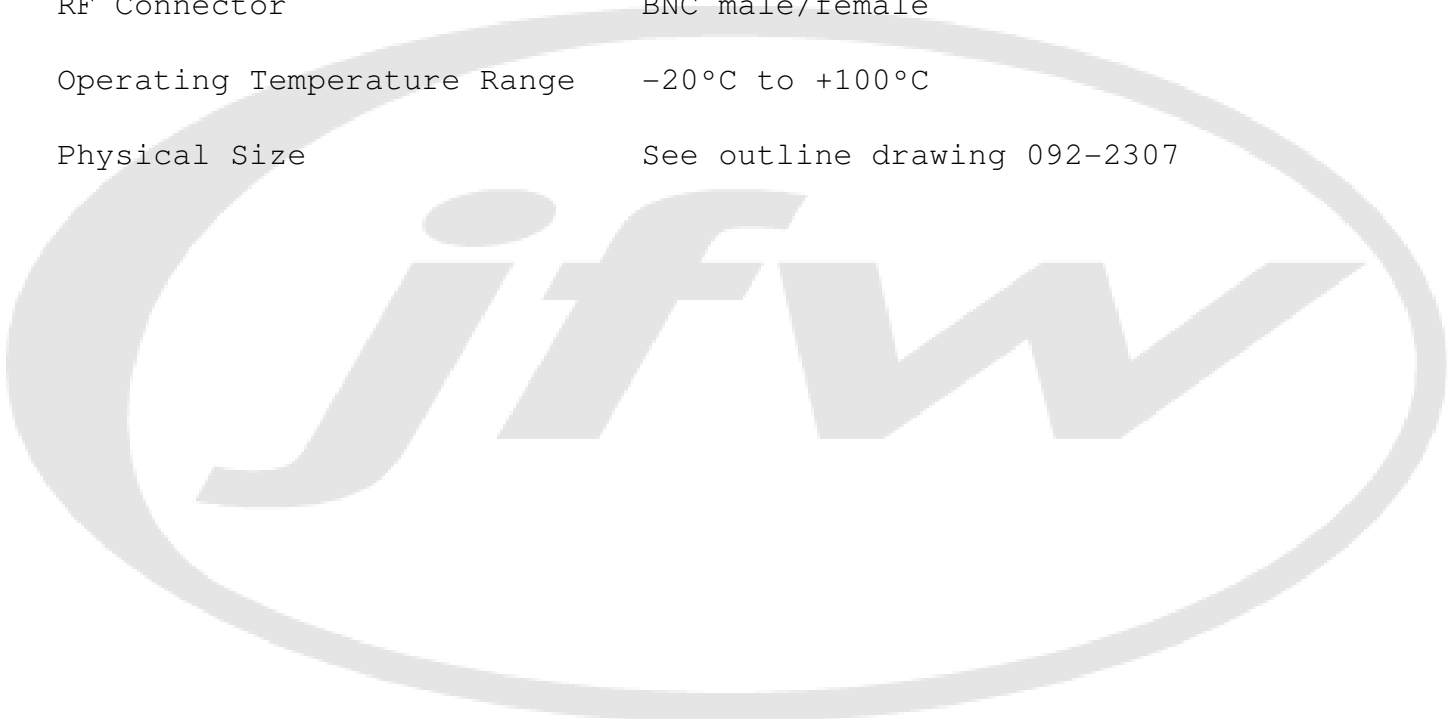 RF Connector BNC male/female
Operating Temperature Range -20°C to +100°C
Physical Size See outline drawing 092-2307
jfw